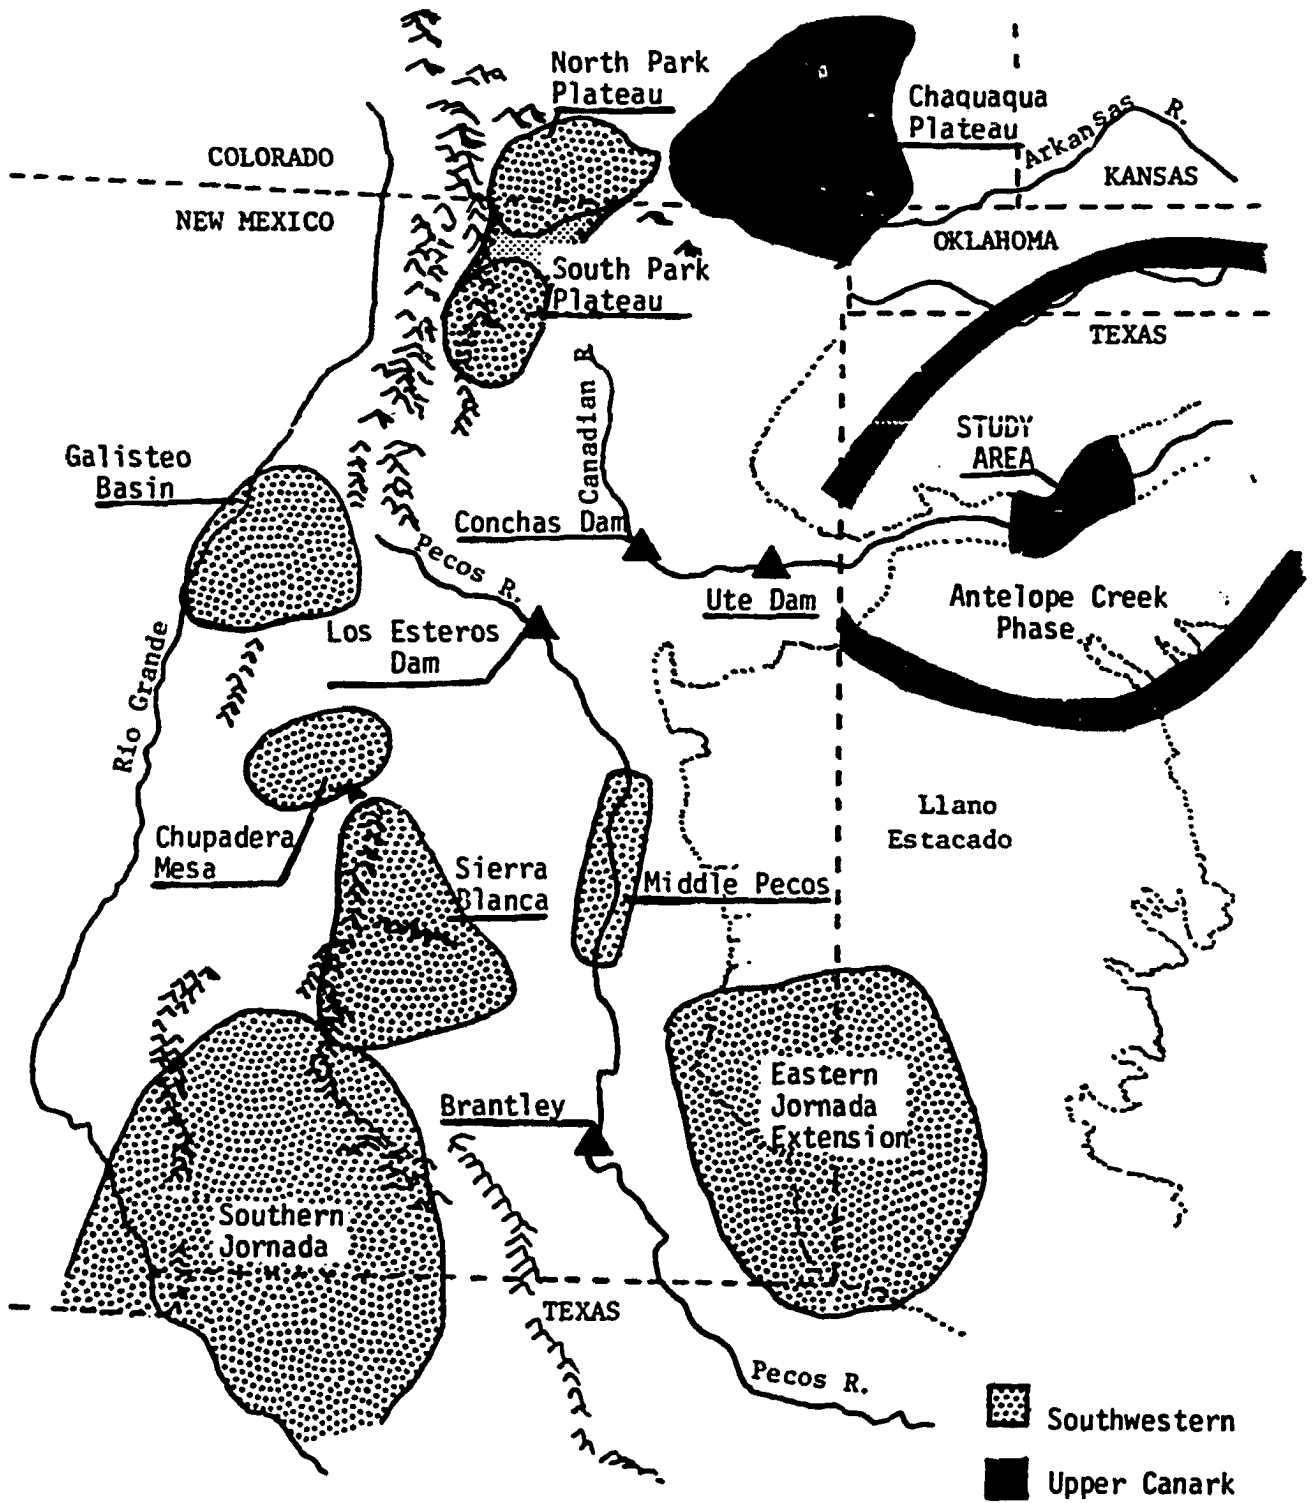 North Park
Plateau
Chaquaqua
Plateau
Arkansas R.
COLORADO
KANSAS
NEW MEXICO
OKLAHOMA
South Park
Plateau
TEXAS
Canadian R.
STUDY
AREA
Galisteo
Basin
Conchas Dam
Pecos R.
Ute Dam
Antelope Creek
Phase
Los Esteros
Dam
Rio Grande
Llano
Estacado
Chupadera
Mesa
Sierra
Blanca
Middle Pecos
Eastern
Jornada
Extension
Brantley
Southern
Jornada
TEXAS
Pecos R.
Southwestern
Upper Canark